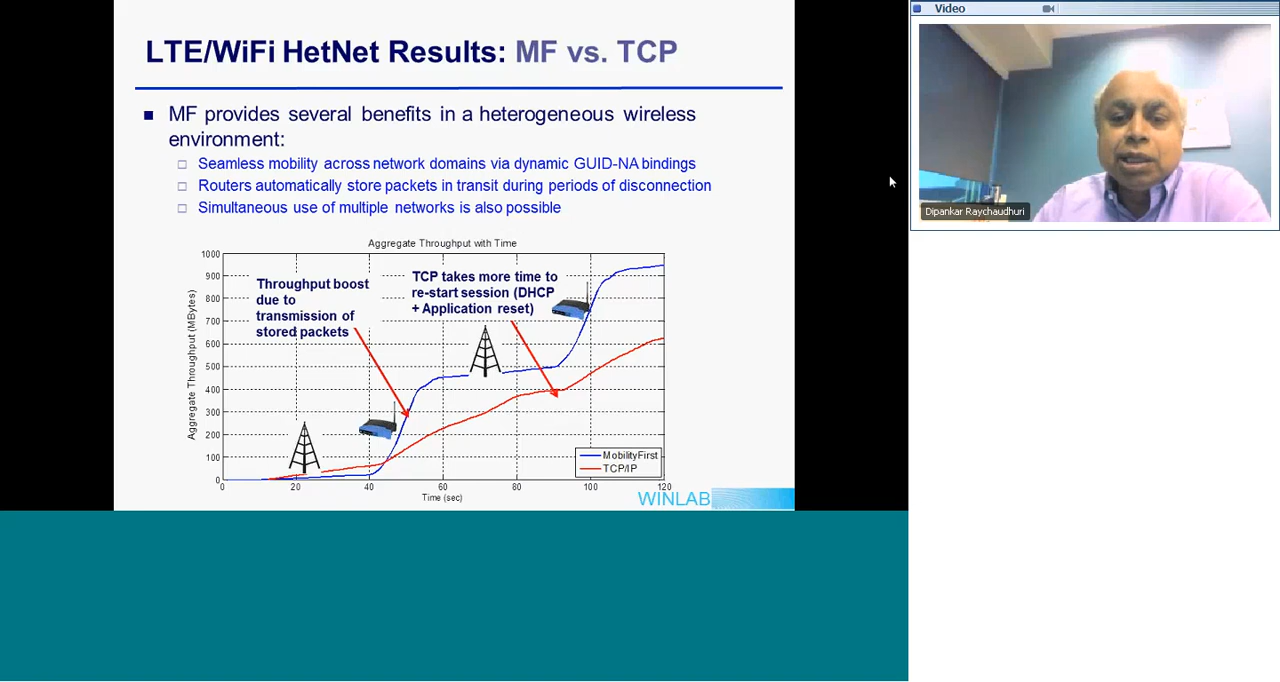 LTE/WiFi HetNet Results: MF vs. TCP
MF provides several benefits in a heterogeneous wireless
environment:
Seamless mobility across network domains via dynamic GUID-NA bindings
Routers automatically store packets in transit during periods of disconnection
Simultaneous use of multiple networks is also possible
Aggregate Throughput with Time
Aggregate Throughput (MBytes)
1000
900
800
700
600
500
400
300
200
100
0
Throughput boost
due to
transmission of
stored packets
TCP takes more time to
re-start session (DHCP
+ Application reset)
MobilityFirst
TCP/IP
0 20 40 60 80 100 120
Time (sec)
WINLAB
Video
Dipankar Raychaudhuri